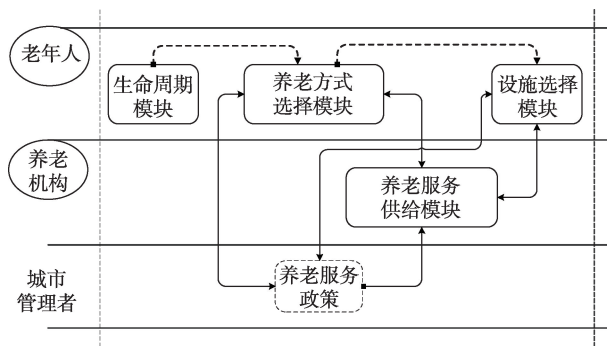 老年人
生命周期
模块
养老方式
选择模块
设施选择
模块
养老
机构
养老服务
供给模块
城市
管理者
养老服务
政策